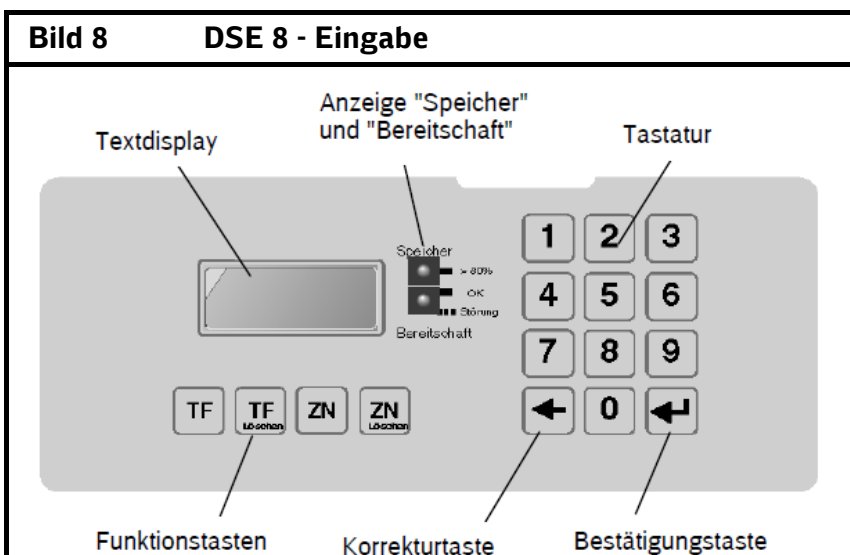 Bild 8 DSE 8 - Eingabe
Anzeige "Speicher"
und "Bereitschaft"
Textdisplay
Tastatur
Speicher
> 80%
OK
Störung
Bereitschaft
1 2 3
4 5 6
7 8 9
0
TF TF Löschen ZN ZN Löschen
Funktionstasten
Korrekturtaste
Bestätigungstaste